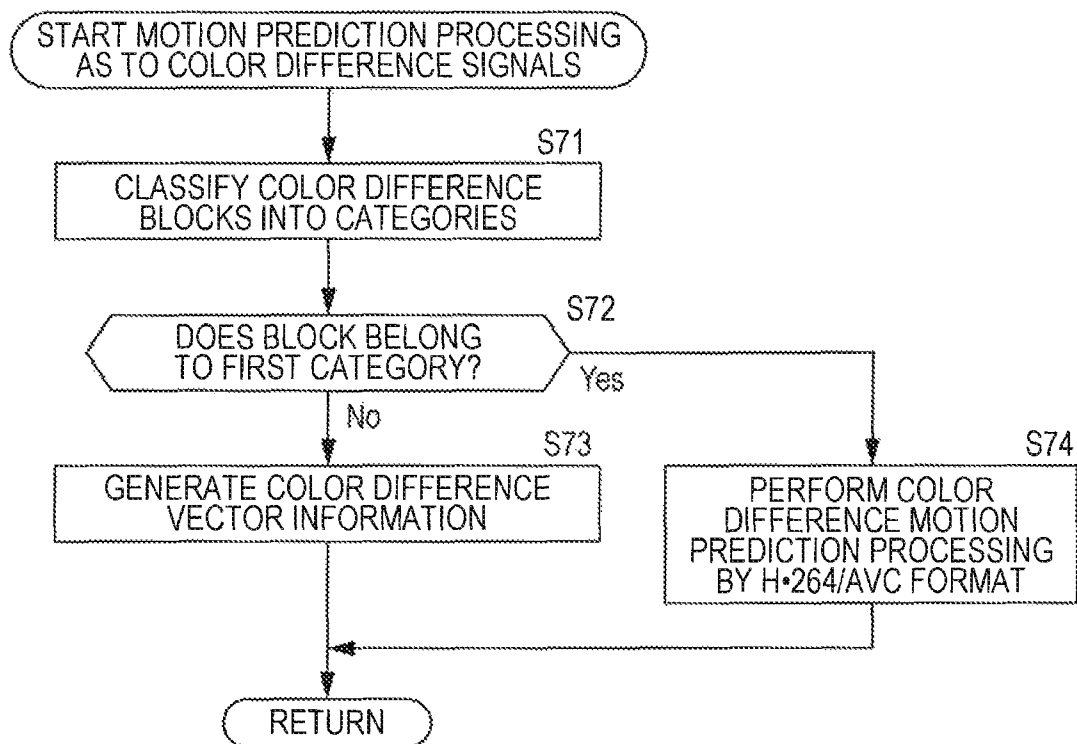 START MOTION PREDICTION PROCESSING
AS TO COLOR DIFFERENCE SIGNALS
S71
CLASSIFY COLOR DIFFERENCE
BLOCKS INTO CATEGORIES
S72
DOES BLOCK BELONG
TO FIRST CATEGORY?
Yes
No
S73
GENERATE COLOR DIFFERENCE
VECTOR INFORMATION
S74
PERFORM COLOR
DIFFERENCE MOTION
PREDICTION PROCESSING
BY H•264/AVC FORMAT
RETURN